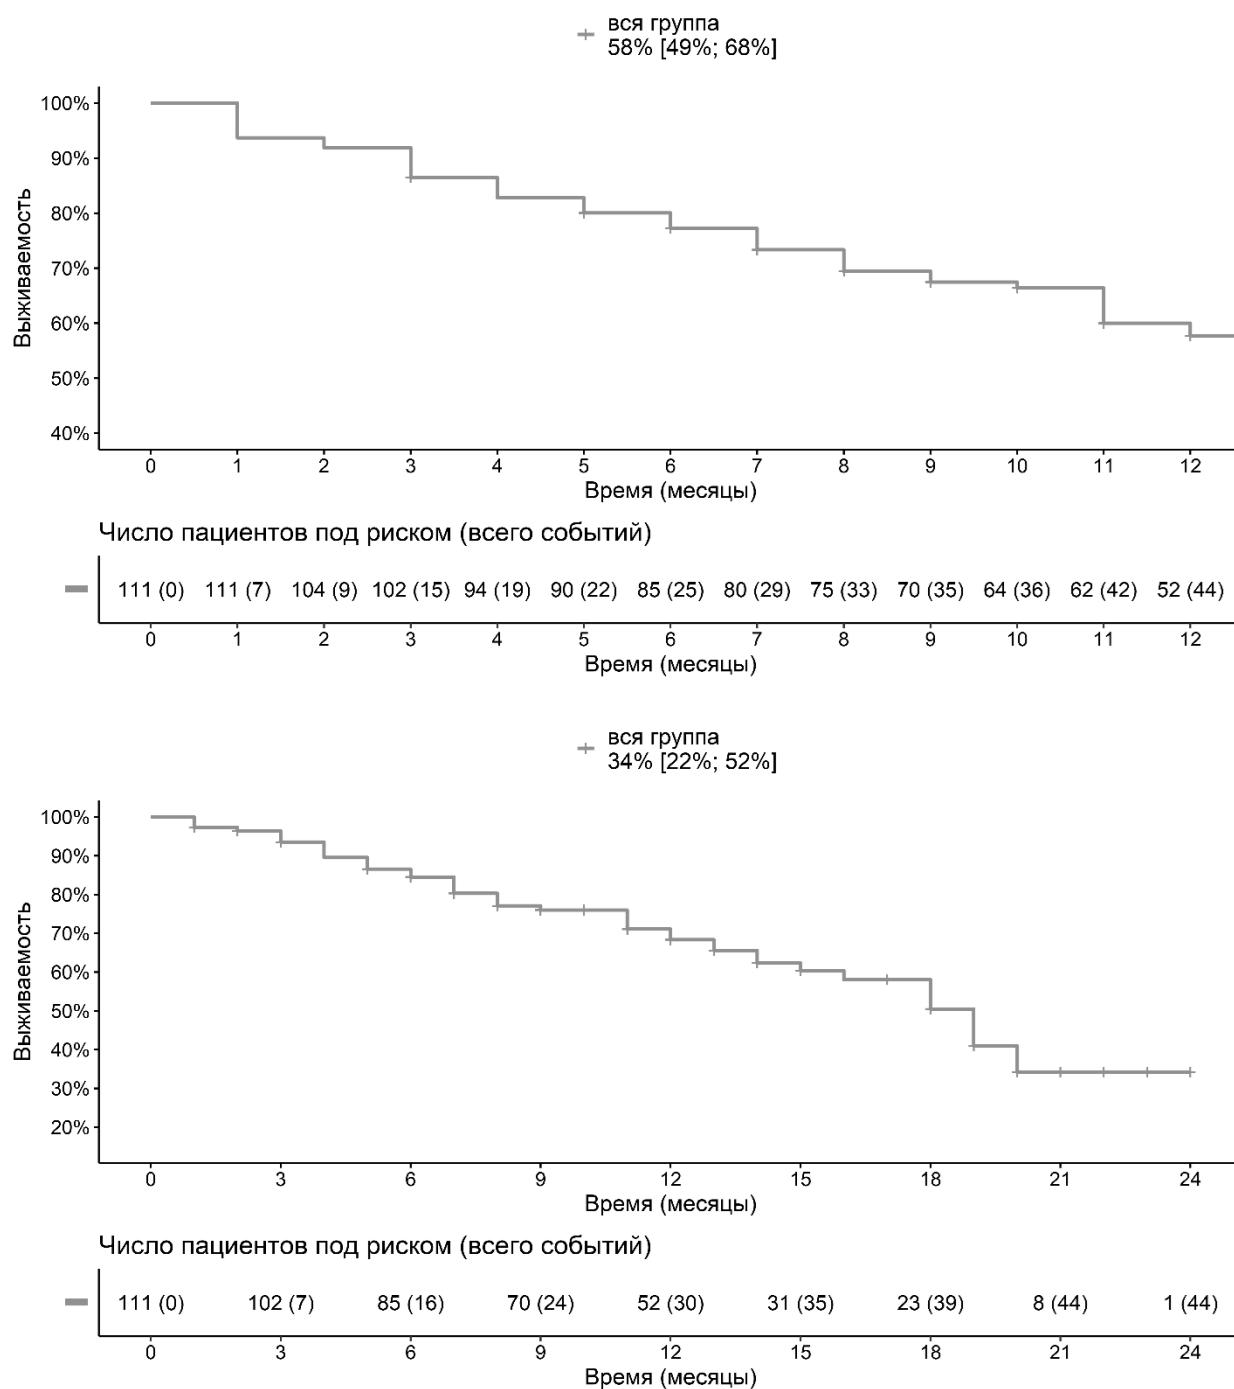 вся группа
58% [49%; 68%]
100%
90%
80%
70%
60%
50%
40%
Выживаемость
0 1 2 3 4 5 6 7 8 9 10 11 12
Время (месяцы)
Число пациентов под риском (всего событий)
111 (0) 111 (7) 104 (9) 102 (15) 94 (19) 90 (22) 85 (25) 80 (29) 75 (33) 70 (35) 64 (36) 62 (42) 52 (44)
0 1 2 3 4 5 6 7 8 9 10 11 12
Время (месяцы)
вся группа
34% [22%; 52%]
100%
90%
80%
70%
60%
50%
40%
30%
20%
Выживаемость
0 3 6 9 12 15 18 21 24
Время (месяцы)
Число пациентов под риском (всего событий)
111 (0) 102 (7) 85 (16) 70 (24) 52 (30) 31 (35) 23 (39) 8 (44) 1 (44)
0 3 6 9 12 15 18 21 24
Время (месяцы)